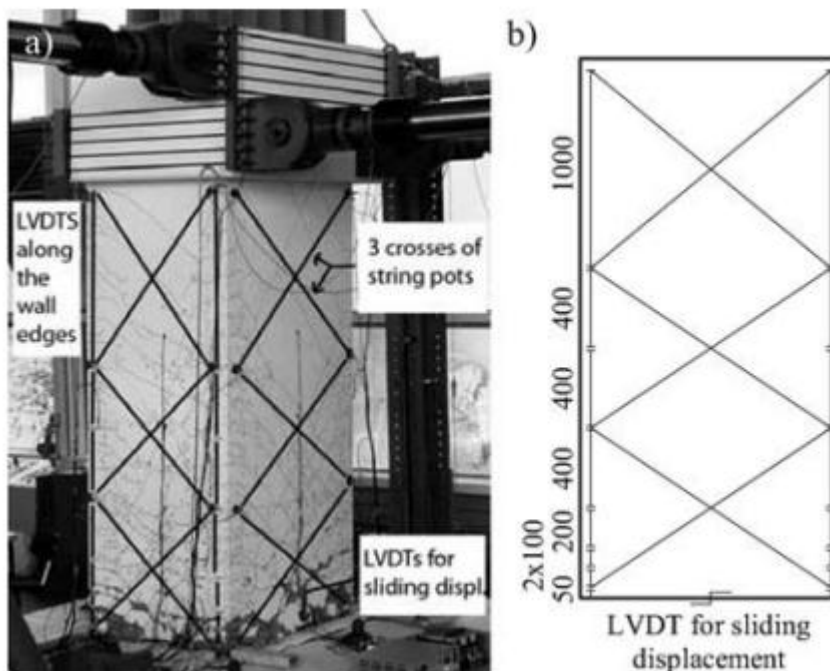 a)
LVDTS
along
the
wall
edges
3 crosses of
string pots
LVDTs for
sliding displ.
b)
1000
400
400
400
200
2x100
50
LVDT for sliding
displacement